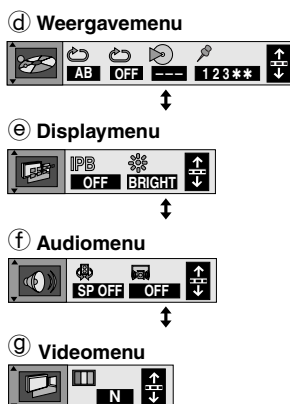 ⓓ Weergavemenu
AB OFF --- 123**
ⓔ Displaymenu
IPB
OFF BRIGHT
ⓕ Audiomenu
SP OFF OFF
ⓖ Videomenu
N